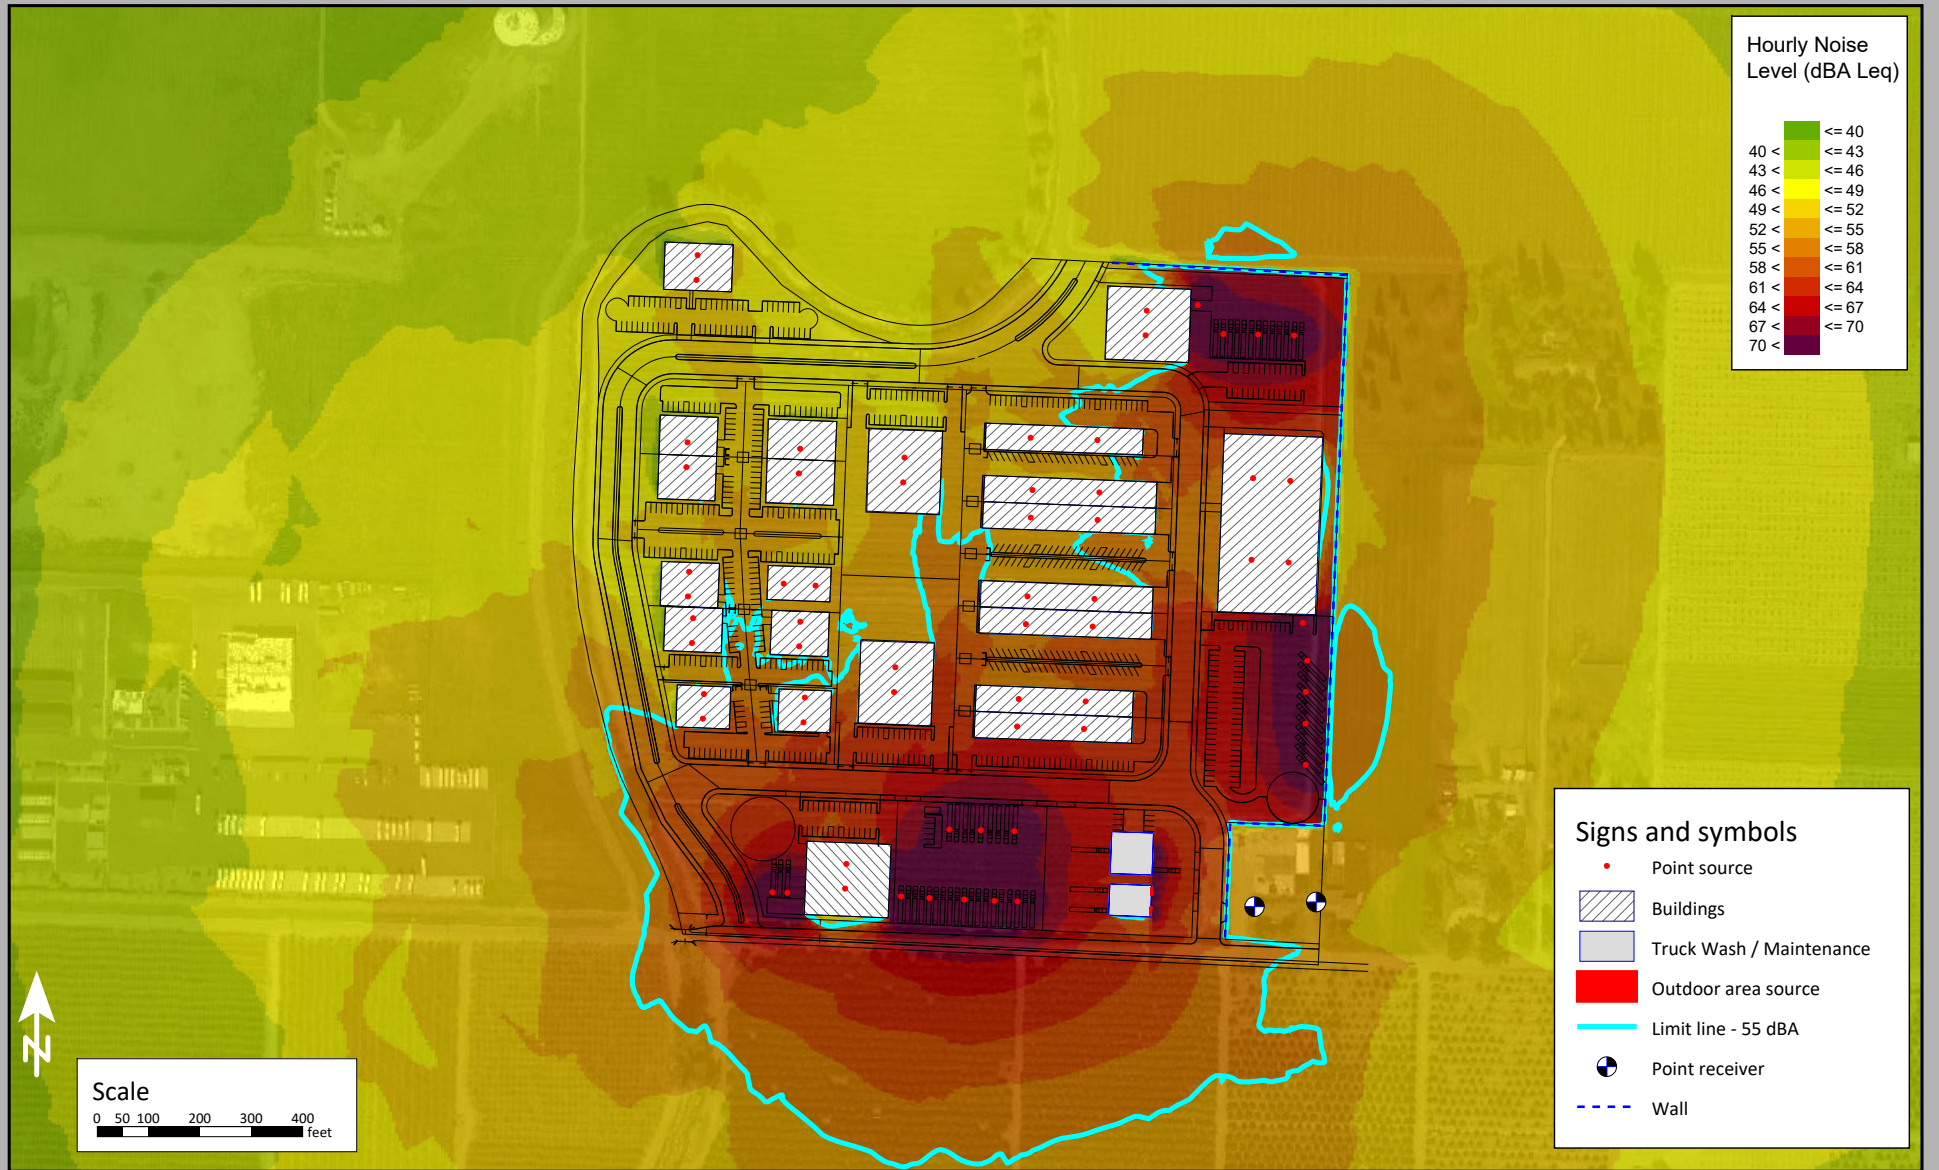 Hourly Noise
Level (dBA Leq)
<= 40
40 < <= 43
43 < <= 46
46 < <= 49
49 < <= 52
52 < <= 55
55 < <= 58
58 < <= 61
61 < <= 64
64 < <= 67
67 < <= 70
70 <
Signs and symbols
Point source
Buildings
Truck Wash / Maintenance
Outdoor area source
Limit line - 55 dBA
Point receiver
Wall
N
Scale
0 50 100 200 300 400
feet